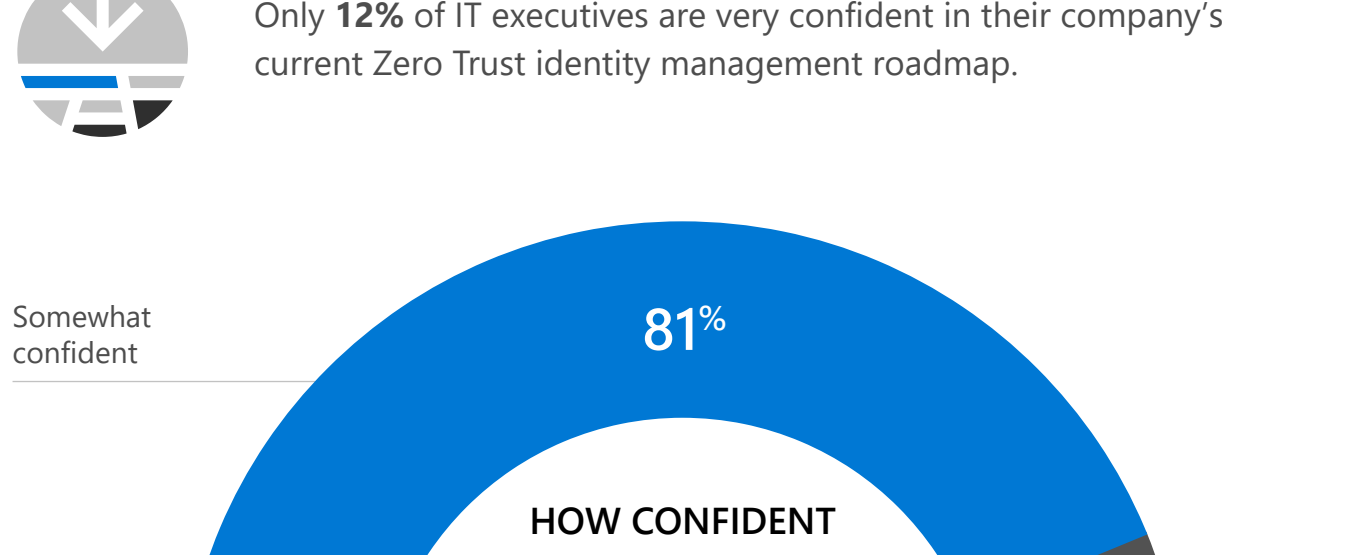 Only 12% of IT executives are very confident in their company’s
current Zero Trust identity management roadmap.
81%
Somewhat
confident
HOW CONFIDENT